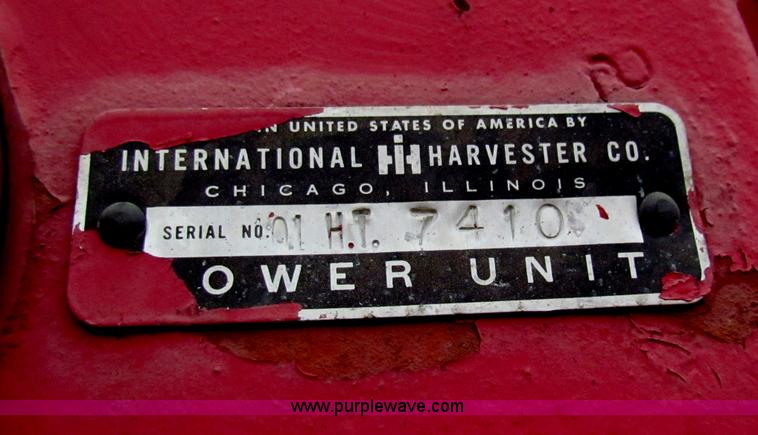 IN UNITED STATES OF AMERICA BY
INTERNATIONAL IH HARVESTER CO.
CHICAGO, ILLINOIS
SERIAL NO. 01 H.T. 7410
OWER UNIT
www.purplewave.com